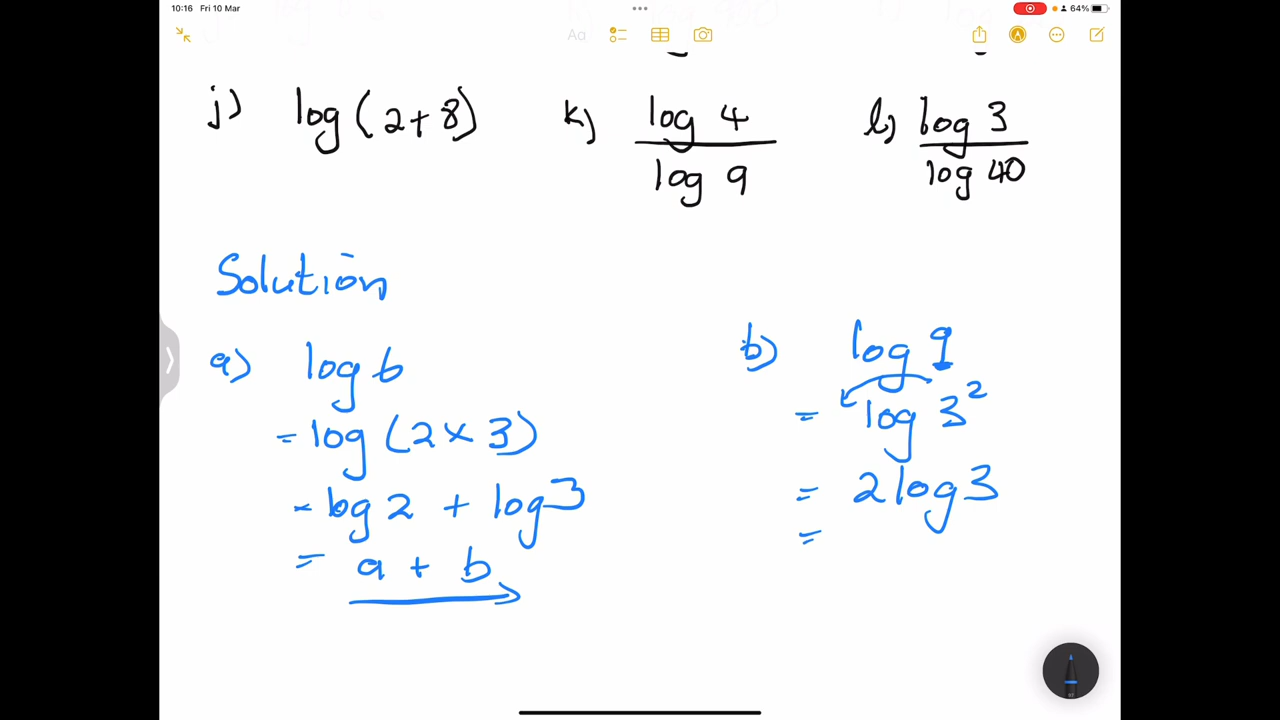 10:16 Fri 10 Mar 64%
Aa
j) log (2+8) k) log 4 / log 9 l) log 3 / log 40
Solution
a) log 6
= log (2 × 3)
= log 2 + log 3
= a + b
b) log 9
= log 3²
= 2 log 3
=